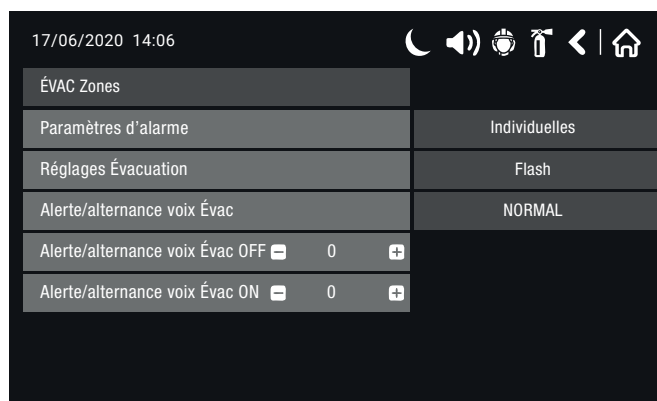 17/06/2020 14:06
ÉVAC Zones
Paramètres d'alarme Individuelles
Réglages Évacuation Flash
Alerte/alternance voix Évac NORMAL
Alerte/alternance voix Évac OFF − 0 +
Alerte/alternance voix Évac ON − 0 +